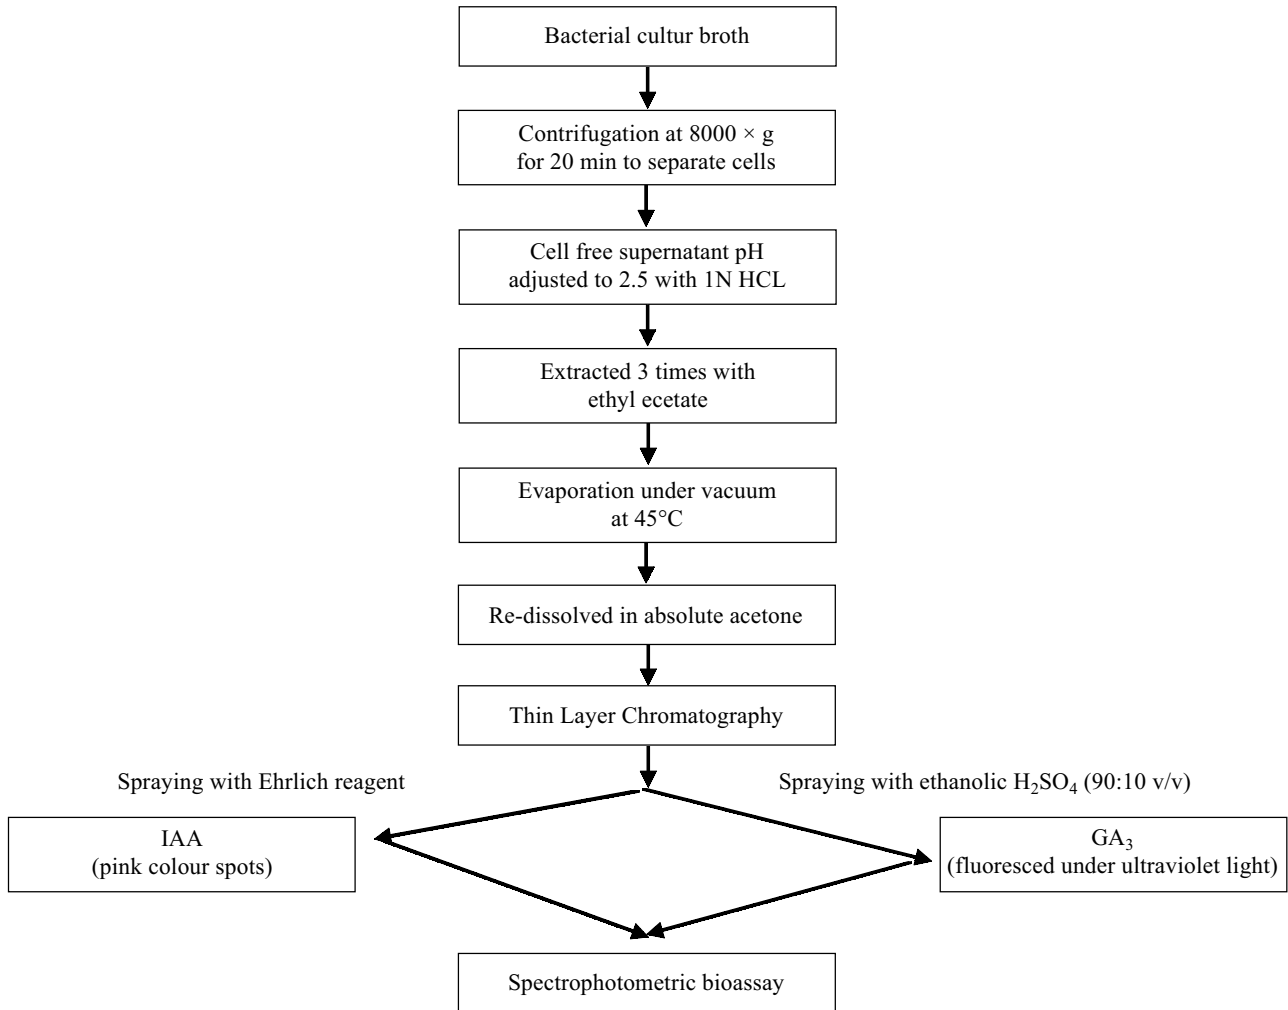 Bacterial cultur broth
Contrifugation at 8000 × g
for 20 min to separate cells
Cell free supernatant pH
adjusted to 2.5 with 1N HCL
Extracted 3 times with
ethyl ecetate
Evaporation under vacuum
at 45°C
Re-dissolved in absolute acetone
Thin Layer Chromatography
Spraying with Ehrlich reagent
Spraying with ethanolic H₂SO₄ (90:10 v/v)
IAA
(pink colour spots)
GA₃
(fluoresced under ultraviolet light)
Spectrophotometric bioassay